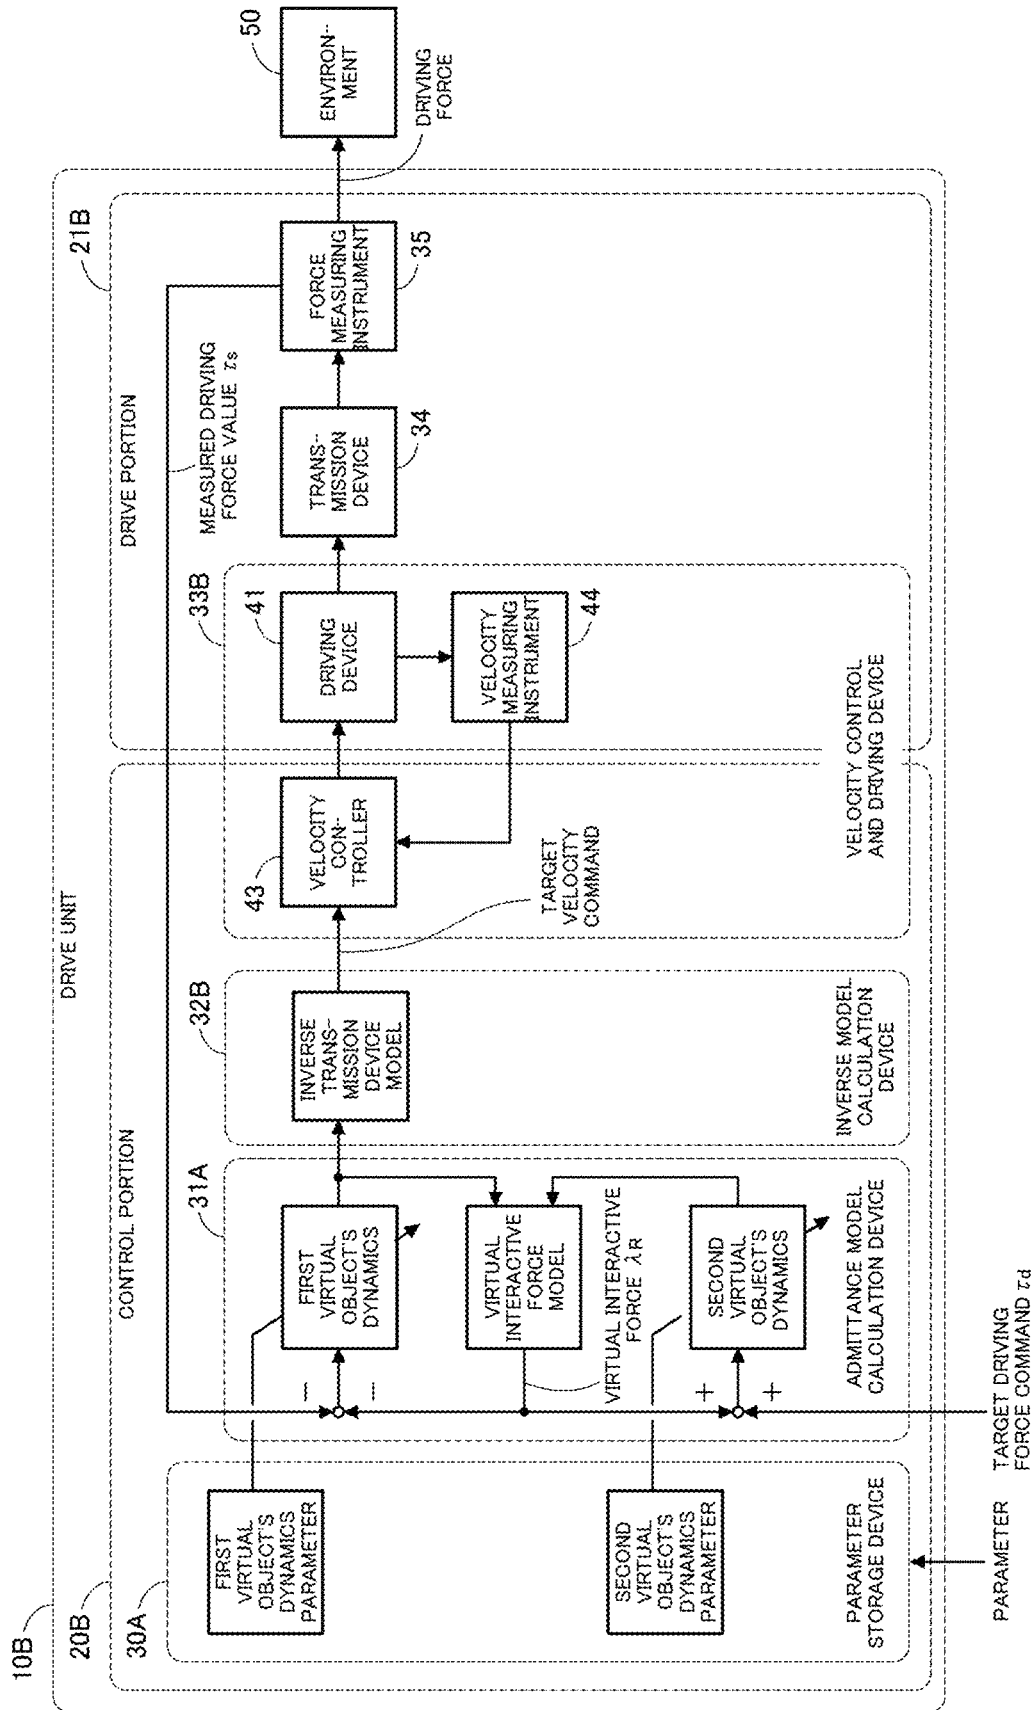 10B
DRIVE UNIT
20B
CONTROL PORTION
DRIVE PORTION
21B
30A
FIRST
VIRTUAL
OBJECT'S
DYNAMICS
PARAMETER
SECOND
VIRTUAL
OBJECT'S
DYNAMICS
PARAMETER
PARAMETER
STORAGE DEVICE
PARAMETER
31A
FIRST
VIRTUAL
OBJECT'S
DYNAMICS
−
−
VIRTUAL
INTERACTIVE
FORCE
MODEL
VIRTUAL INTERACTIVE
FORCE λR
SECOND
VIRTUAL
OBJECT'S
DYNAMICS
+
+
ADMITTANCE MODEL
CALCULATION DEVICE
TARGET DRIVING
FORCE COMMAND τd
32B
INVERSE
TRANS-
MISSION
DEVICE
MODEL
INVERSE MODEL
CALCULATION
DEVICE
TARGET
VELOCITY
COMMAND
33B
43
VELOCITY
CON-
TROLLER
41
DRIVING
DEVICE
VELOCITY
MEASURING
INSTRUMENT
44
VELOCITY CONTROL
AND DRIVING DEVICE
MEASURED DRIVING
FORCE VALUE τs
TRANS-
MISSION
DEVICE
34
FORCE
MEASURING
INSTRUMENT
35
DRIVING
FORCE
50
ENVIRON-
MENT